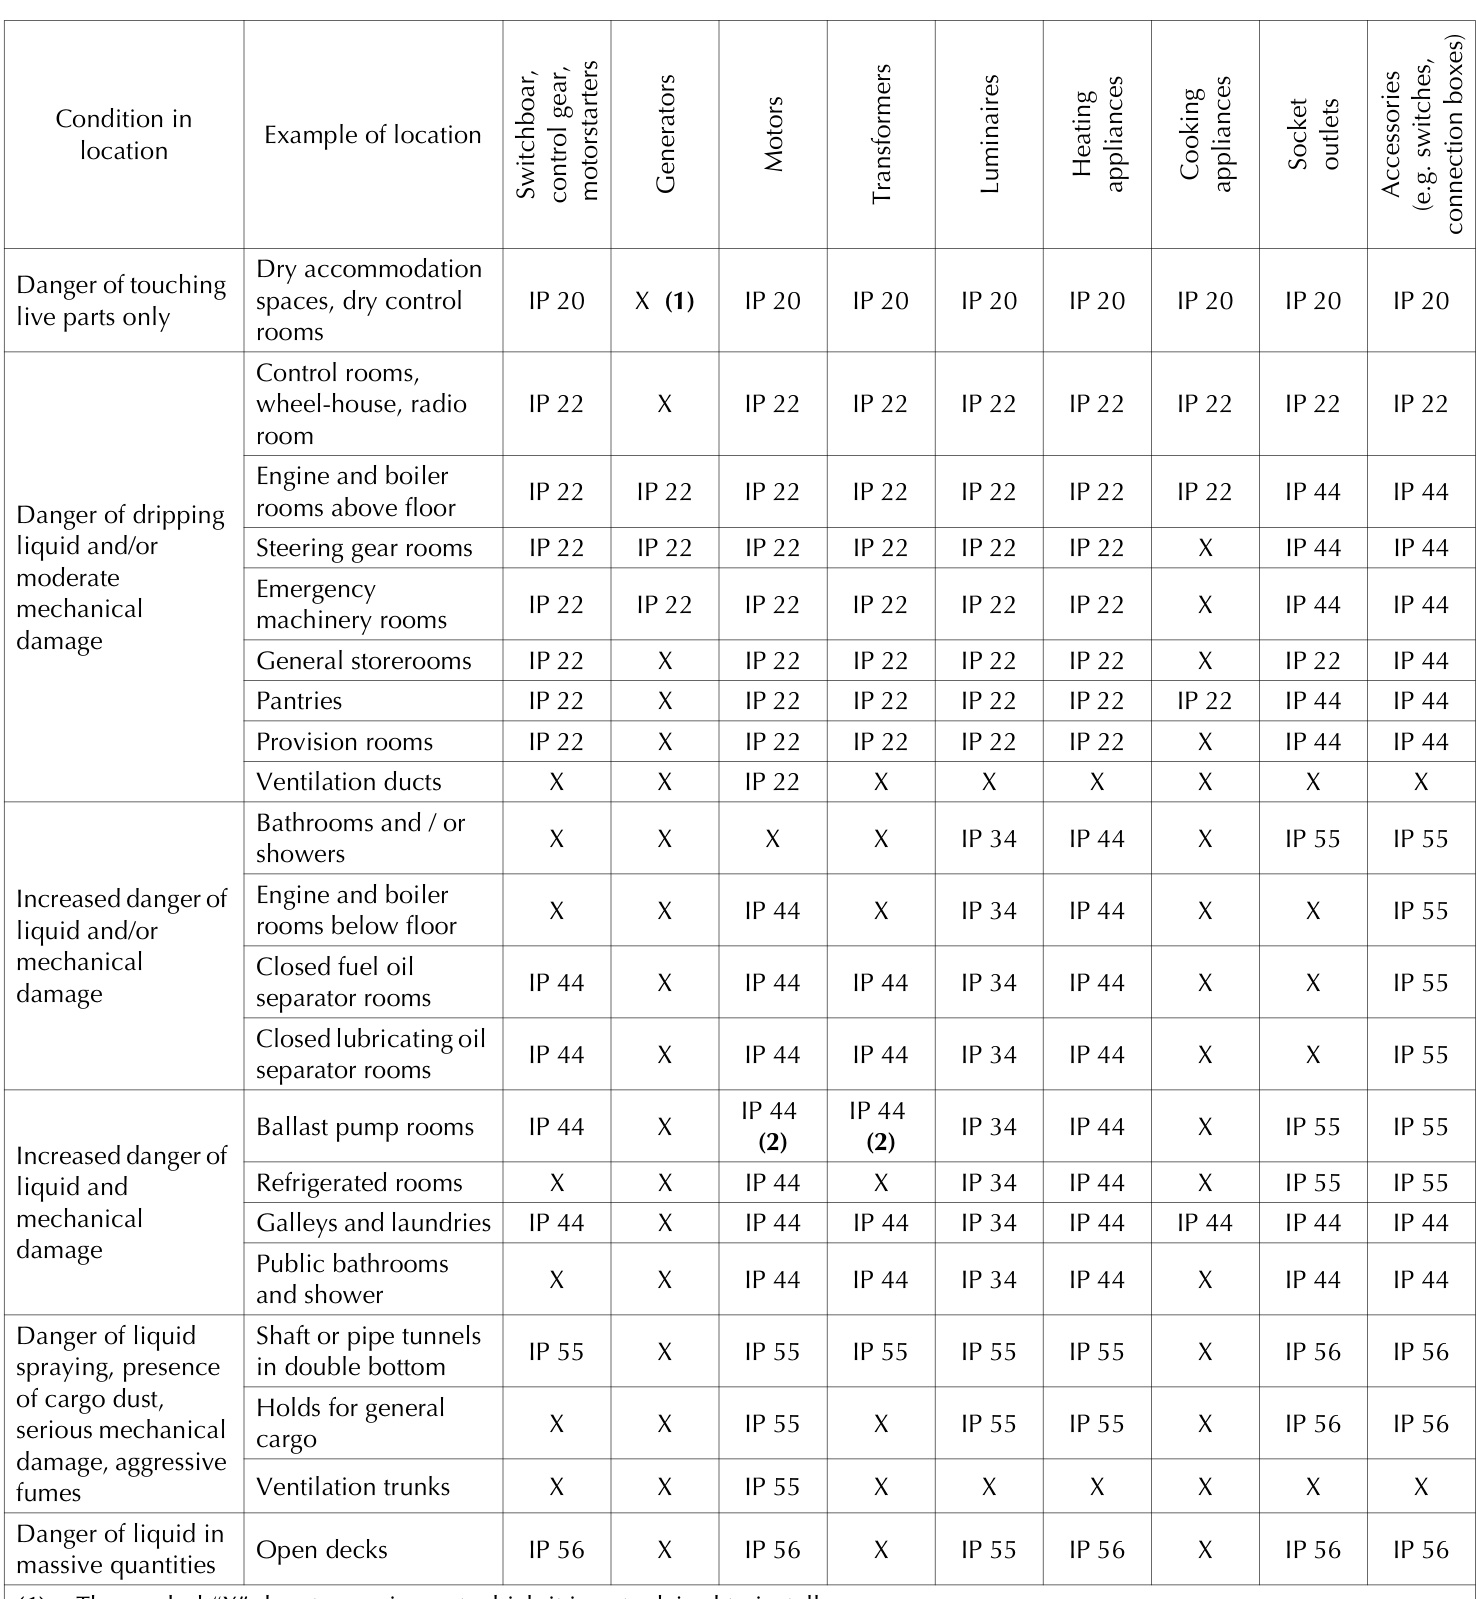 Condition in
location
Example of location
Switchboar,
control gear,
motorstarters
Generators
Motors
Transformers
Luminaires
Heating
appliances
Cooking
appliances
Socket
outlets
Accessories
(e.g. switches,
connection boxes)
Danger of touching
live parts only
Dry accommodation
spaces, dry control
rooms
IP 20 X (1) IP 20 IP 20 IP 20 IP 20 IP 20 IP 20 IP 20
Danger of dripping
liquid and/or
moderate
mechanical
damage
Control rooms,
wheel-house, radio
room
IP 22 X IP 22 IP 22 IP 22 IP 22 IP 22 IP 22 IP 22
Engine and boiler
rooms above floor
IP 22 IP 22 IP 22 IP 22 IP 22 IP 22 IP 22 IP 44 IP 44
Steering gear rooms IP 22 IP 22 IP 22 IP 22 IP 22 IP 22 X IP 44 IP 44
Emergency
machinery rooms
IP 22 IP 22 IP 22 IP 22 IP 22 IP 22 X IP 44 IP 44
General storerooms IP 22 X IP 22 IP 22 IP 22 IP 22 X IP 22 IP 44
Pantries IP 22 X IP 22 IP 22 IP 22 IP 22 IP 22 IP 44 IP 44
Provision rooms IP 22 X IP 22 IP 22 IP 22 IP 22 X IP 44 IP 44
Ventilation ducts X X IP 22 X X X X X X
Increased danger of
liquid and/or
mechanical
damage
Bathrooms and / or
showers
X X X X IP 34 IP 44 X IP 55 IP 55
Engine and boiler
rooms below floor
X X IP 44 X IP 34 IP 44 X X IP 55
Closed fuel oil
separator rooms
IP 44 X IP 44 IP 44 IP 34 IP 44 X X IP 55
Closed lubricating oil
separator rooms
IP 44 X IP 44 IP 44 IP 34 IP 44 X X IP 55
Increased danger of
liquid and
mechanical
damage
Ballast pump rooms IP 44 X IP 44 (2) IP 44 (2) IP 34 IP 44 X IP 55 IP 55
Refrigerated rooms X X IP 44 X IP 34 IP 44 X IP 55 IP 55
Galleys and laundries IP 44 X IP 44 IP 44 IP 34 IP 44 IP 44 IP 44 IP 44
Public bathrooms
and shower
X X IP 44 IP 44 IP 34 IP 44 X IP 44 IP 44
Danger of liquid
spraying, presence
of cargo dust,
serious mechanical
damage, aggressive
fumes
Shaft or pipe tunnels
in double bottom
IP 55 X IP 55 IP 55 IP 55 IP 55 X IP 56 IP 56
Holds for general
cargo
X X IP 55 X IP 55 IP 55 X IP 56 IP 56
Ventilation trunks X X IP 55 X X X X X X
Danger of liquid in
massive quantities
Open decks IP 56 X IP 56 X IP 55 IP 56 X IP 56 IP 56